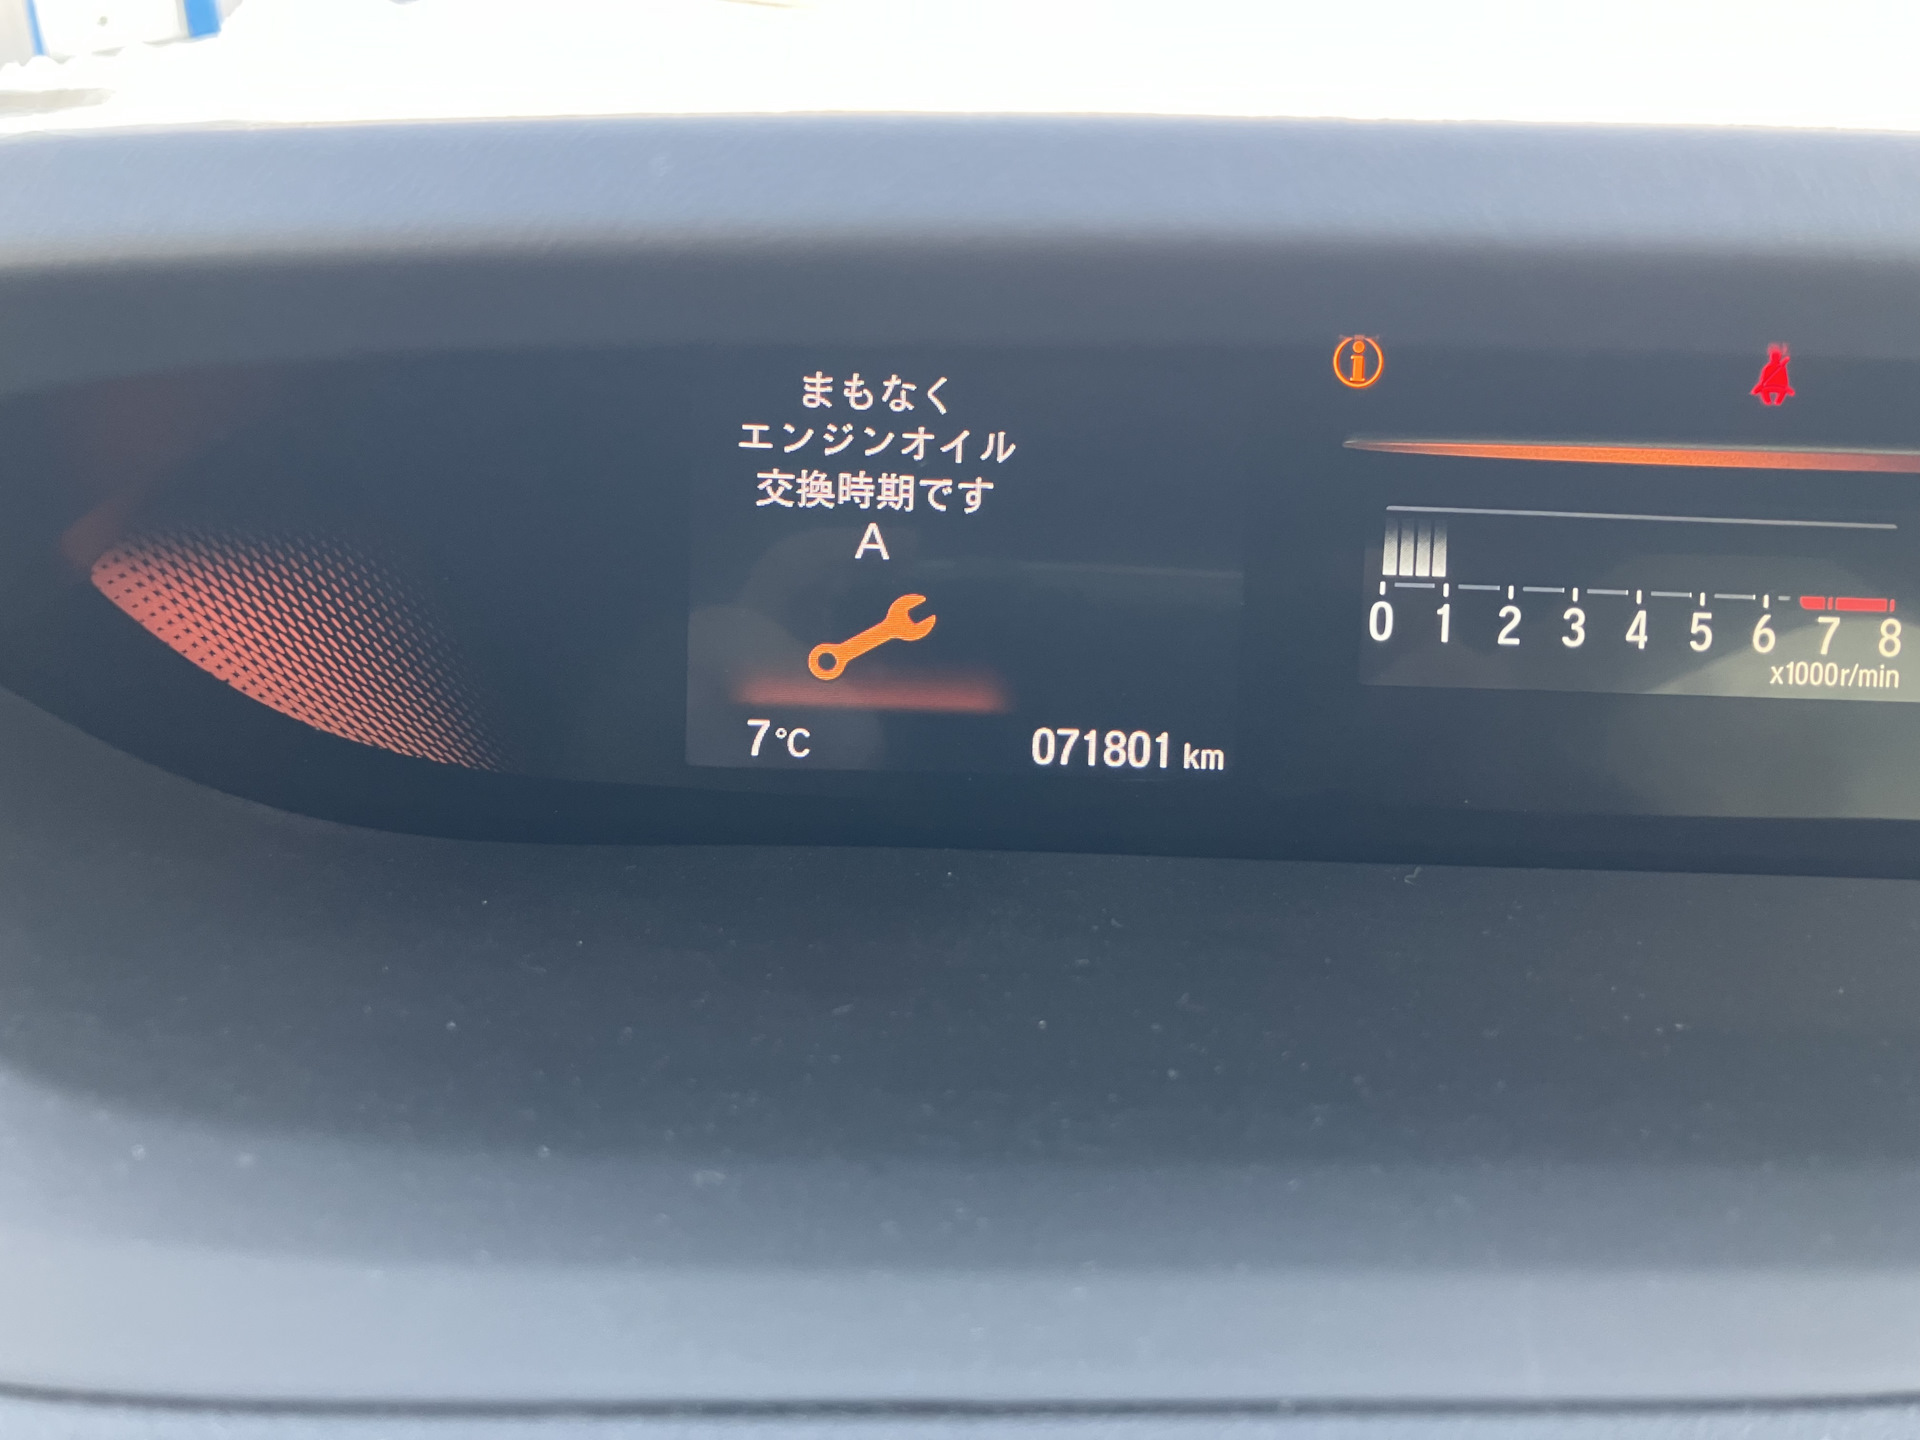 まもなく
エンジンオイル
交換時期です
A
7°C
071801 km
i
0 1 2 3 4 5 6 7 8
x1000r/min